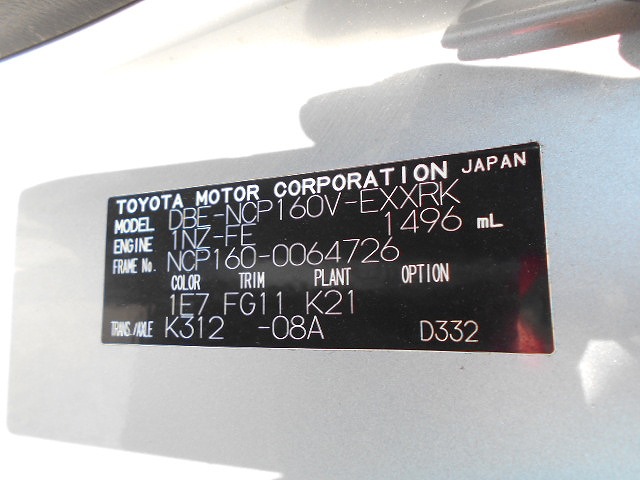 TOYOTA MOTOR CORPORATION JAPAN
MODEL DBE-NCP160V-EXXRK
ENGINE 1NZ-FE 1496 mL
FRAME No. NCP160-0064726
COLOR TRIM PLANT OPTION
1E7 FG11 K21
TRANS./AXLE K312 -08A D332